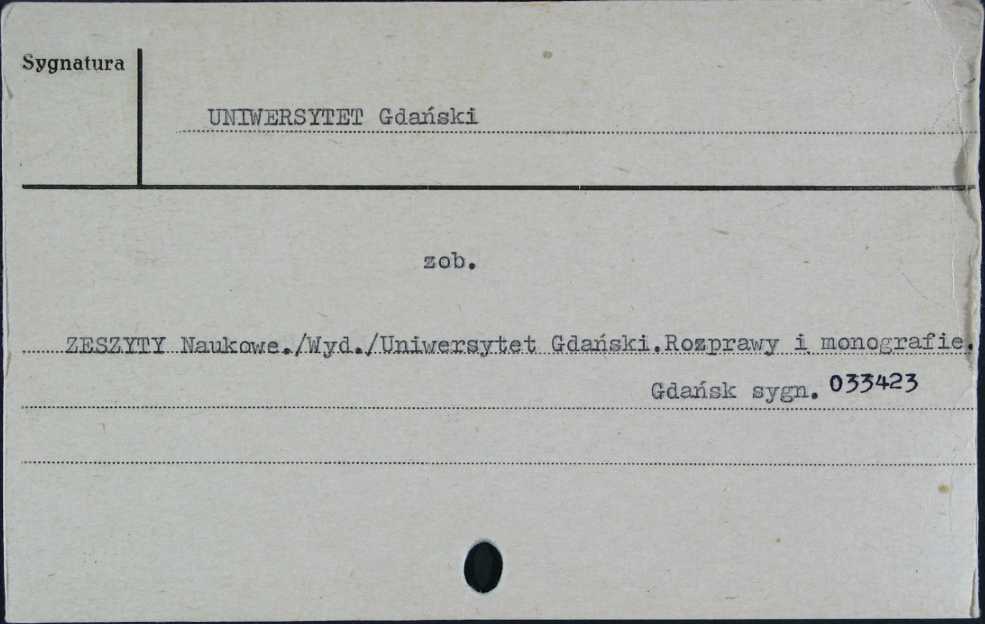 Sygnatura
UNIWERSYTET Gdański
zob.
ZESZYTY Naukowe./Wyd./Uniwersytet Gdański.Rozprawy i monografie.
Gdańsk sygn. 033423